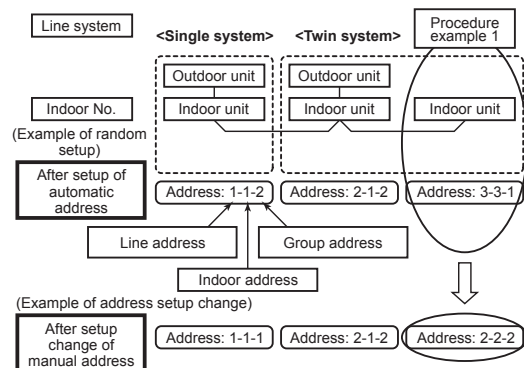 Line system
<Single system>
<Twin system>
Procedure
example 1
Outdoor unit
Outdoor unit
Indoor No.
Indoor unit
Indoor unit
Indoor unit
(Example of random
setup)
After setup of
automatic
address
Address: 1-1-2
Address: 2-1-2
Address: 3-3-1
Line address
Group address
Indoor address
(Example of address setup change)
After setup
change of
manual address
Address: 1-1-1
Address: 2-1-2
Address: 2-2-2